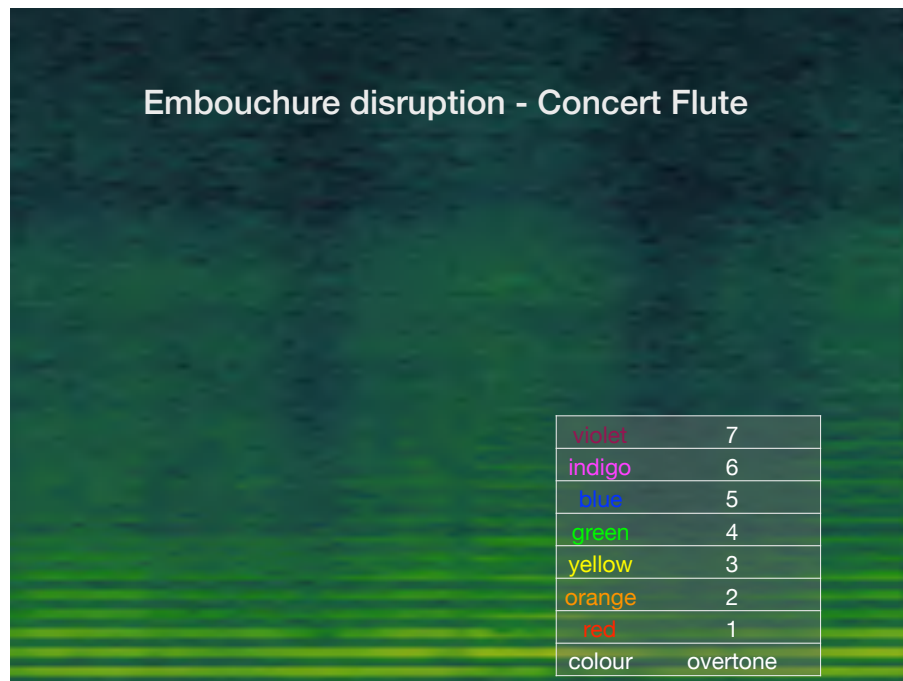 Embouchure disruption - Concert Flute
violet 7
indigo 6
blue 5
green 4
yellow 3
orange 2
red 1
colour overtone